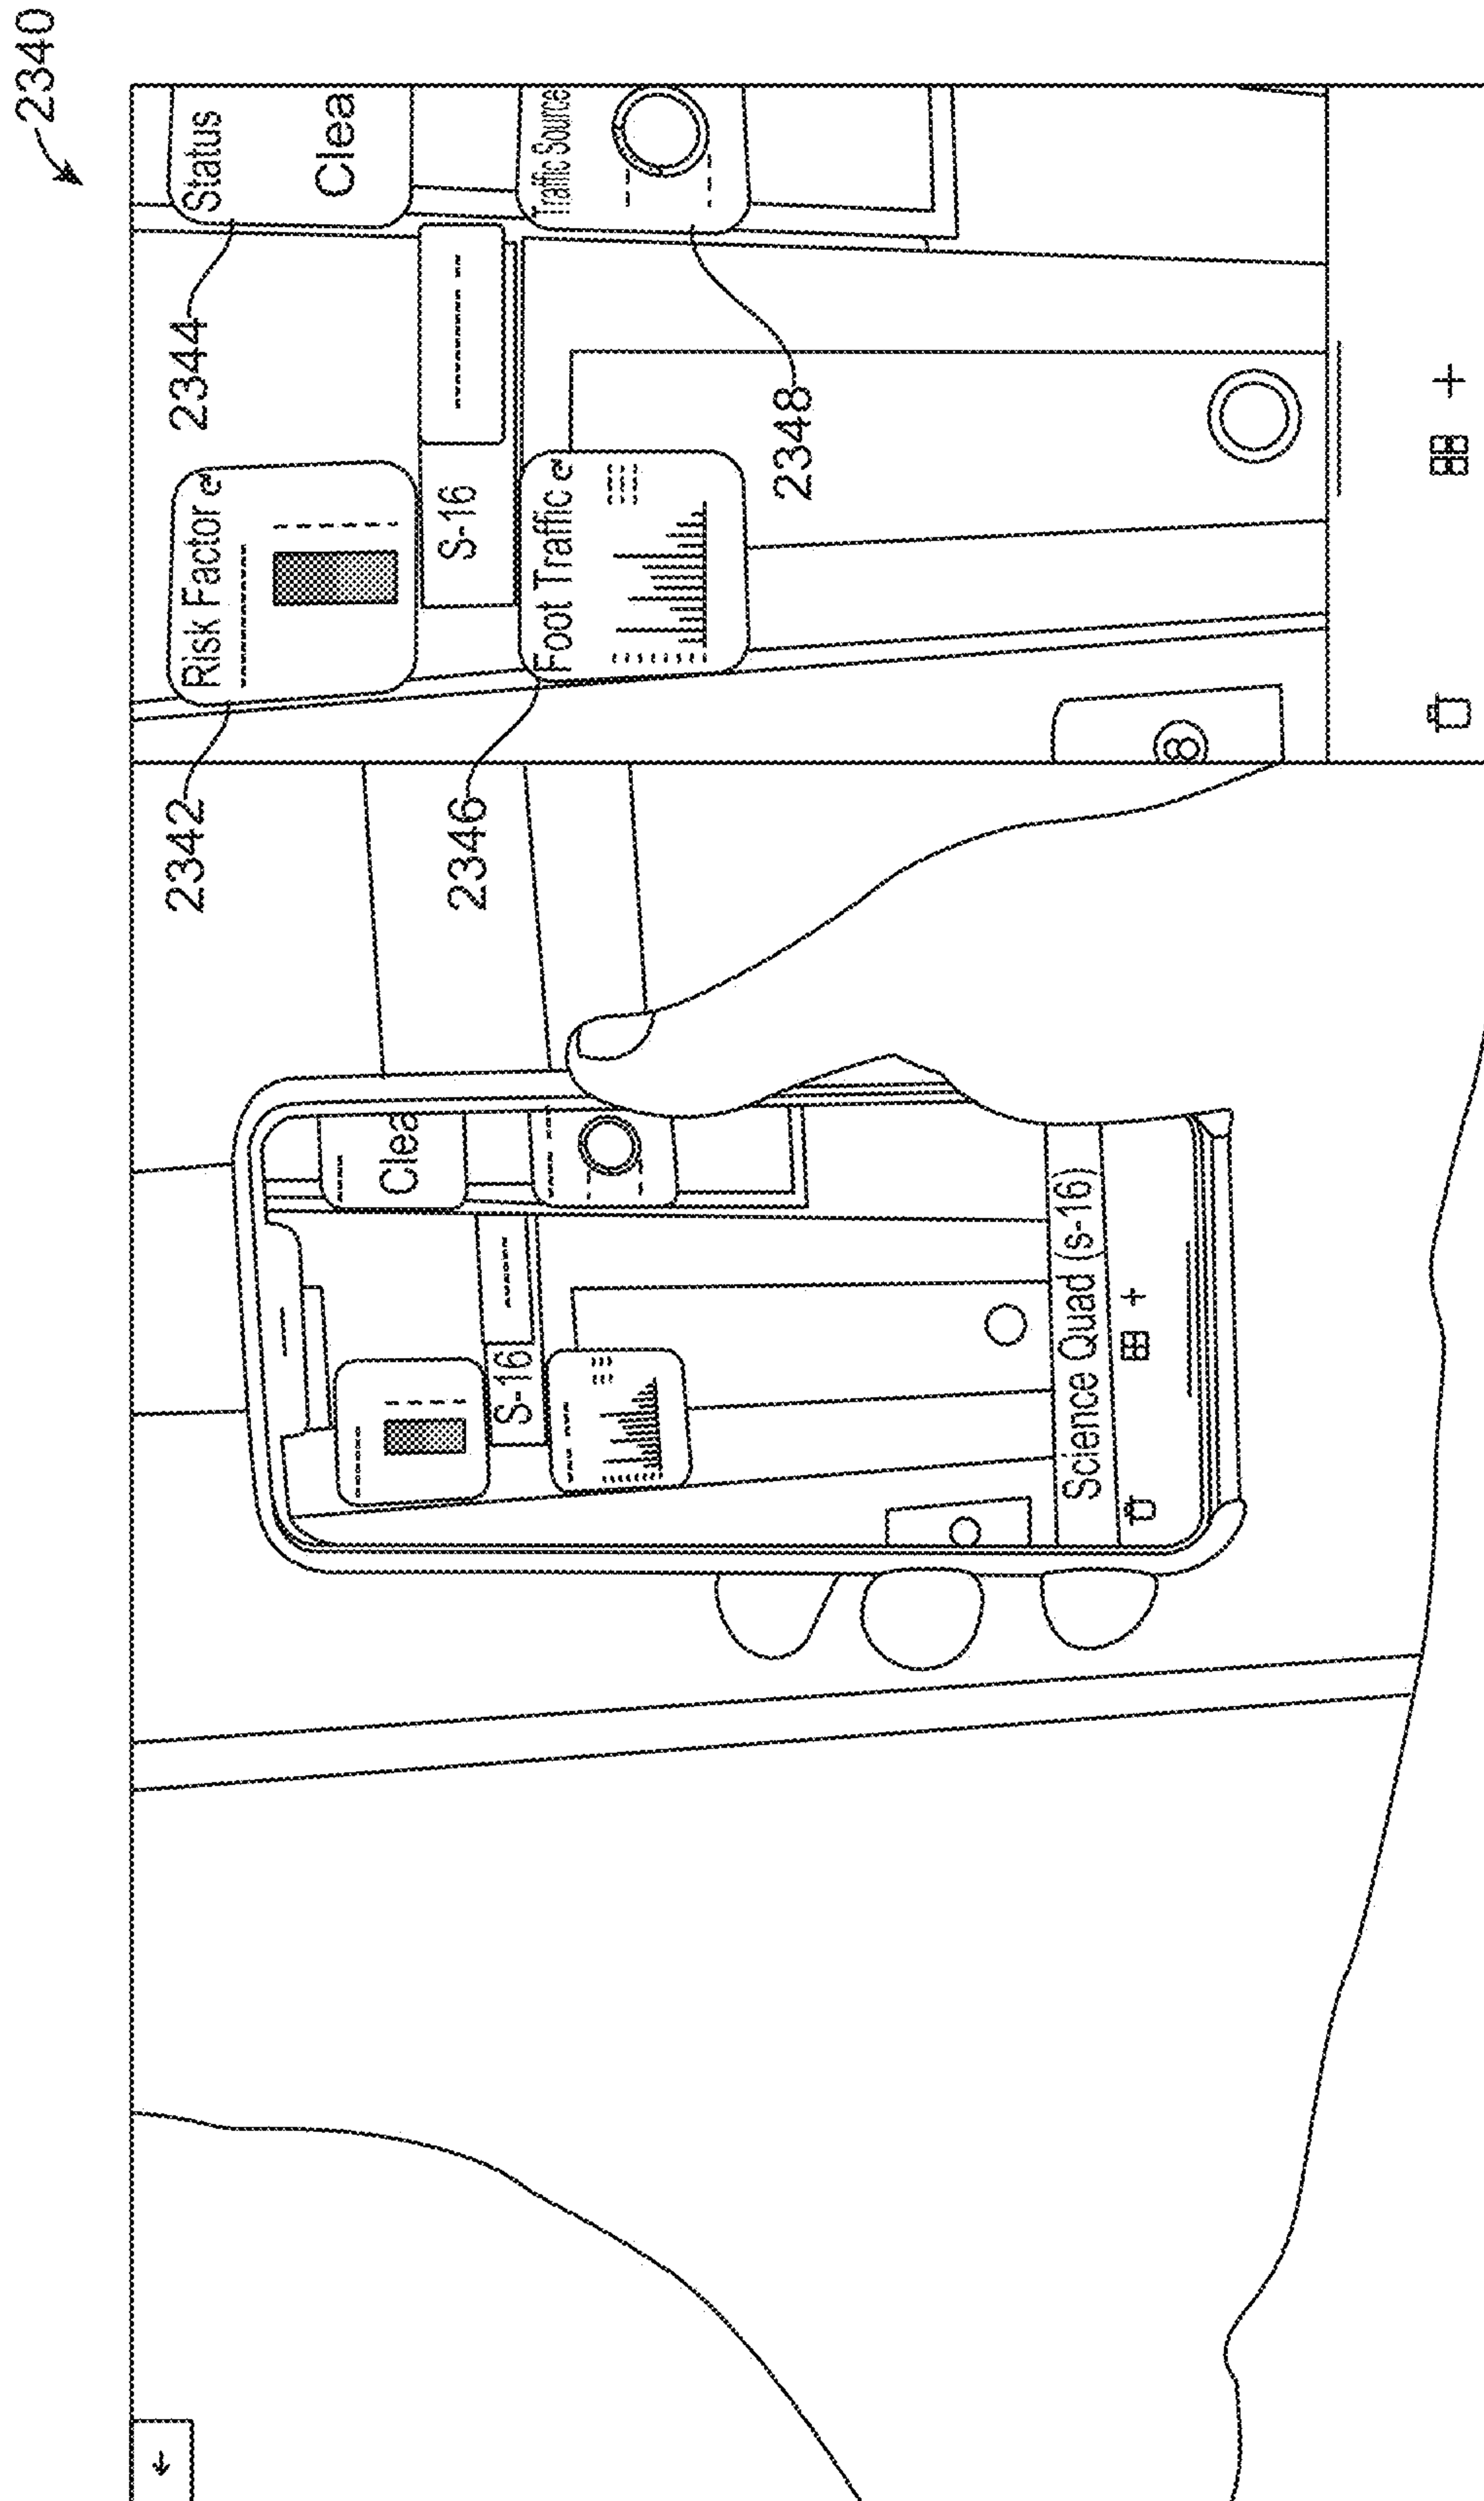 2340
Risk Factor
Status
Clea
2342
2344
S-16
Foot Traffic
Traffic Source
2346
2348
8
+
Clea
S-16
Science Quad (s-16)
+